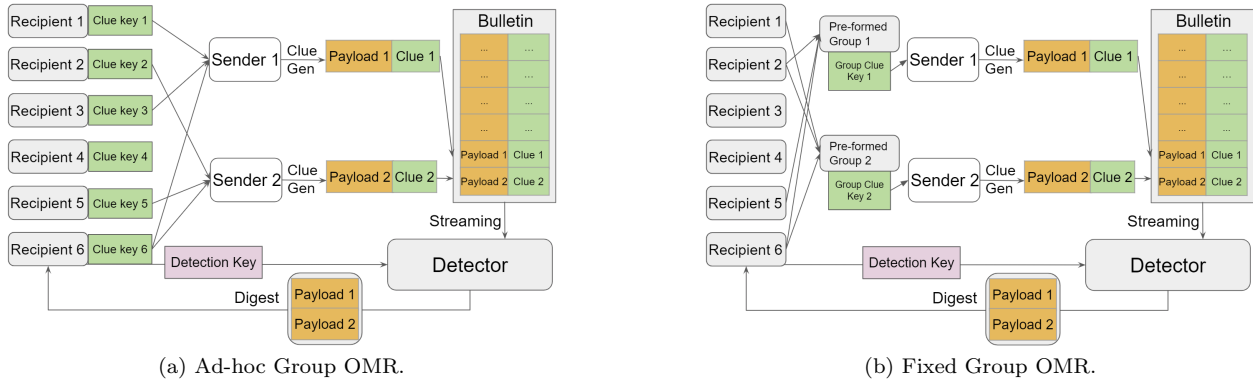 Recipient 1
Clue key 1
Recipient 2
Clue key 2
Recipient 3
Clue key 3
Recipient 4
Clue key 4
Recipient 5
Clue key 5
Recipient 6
Clue key 6
Sender 1
Clue
Gen
Payload 1
Clue 1
Sender 2
Clue
Gen
Payload 2
Clue 2
Bulletin
... ...
... ...
... ...
... ...
Payload 1 Clue 1
Payload 2 Clue 2
Streaming
Detection Key
Detector
Digest
Payload 1
Payload 2
(a) Ad-hoc Group OMR.
Recipient 1
Recipient 2
Recipient 3
Recipient 4
Recipient 5
Recipient 6
Pre-formed
Group 1
Group Clue
Key 1
Sender 1
Clue
Gen
Payload 1
Clue 1
Pre-formed
Group 2
Group Clue
Key 2
Sender 2
Clue
Gen
Payload 2
Clue 2
Bulletin
... ...
... ...
... ...
... ...
Payload 1 Clue 1
Payload 2 Clue 2
Streaming
Detection Key
Detector
Digest
Payload 1
Payload 2
(b) Fixed Group OMR.